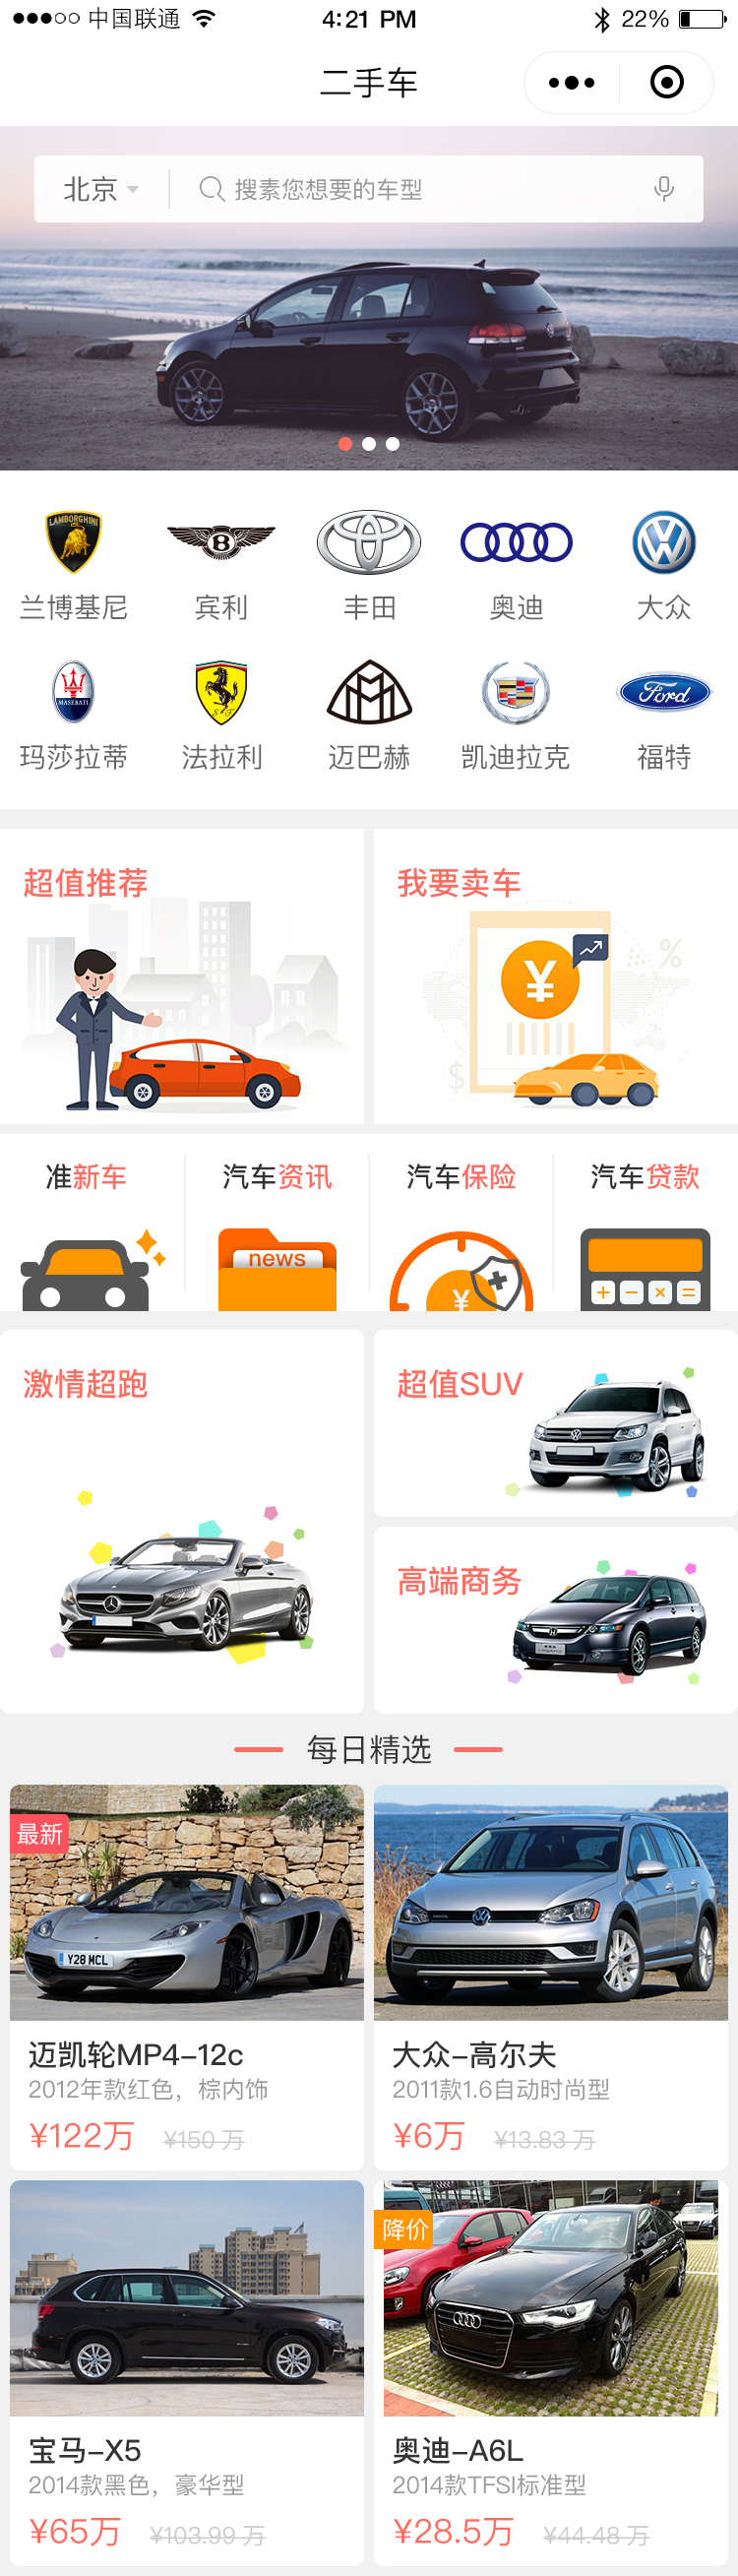 中国联通 4:21 PM 22%
二手车
北京 搜素您想要的车型
LAMBORGHINI B
兰博基尼 宾利 丰田 奥迪 大众
MASERATI S F Ford
玛莎拉蒂 法拉利 迈巴赫 凯迪拉克 福特
超值推荐 我要卖车
¥ %
$
准新车 汽车资讯 汽车保险 汽车贷款
news
¥ + − × =
激情超跑 超值SUV
高端商务
每日精选
最新
Y28 MCL
迈凯轮MP4-12c 大众-高尔夫
2012年款红色，棕内饰 2011款1.6自动时尚型
¥122万 ¥150 万 ¥6万 ¥13.83 万
降价
宝马-X5 奥迪-A6L
2014款黑色，豪华型 2014款TFSI标准型
¥65万 ¥103.99 万 ¥28.5万 ¥44.48 万